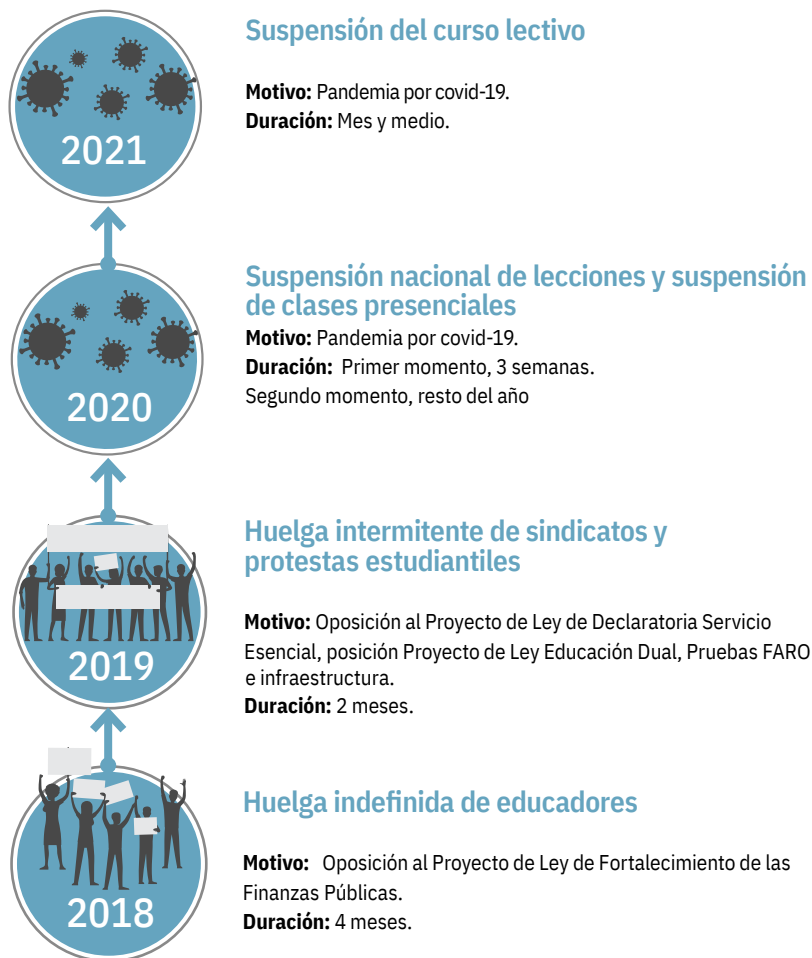 Suspensión del curso lectivo
Motivo: Pandemia por covid-19.
Duración: Mes y medio.
2021
Suspensión nacional de lecciones y suspensión
de clases presenciales
Motivo: Pandemia por covid-19.
Duración: Primer momento, 3 semanas.
Segundo momento, resto del año
2020
Huelga intermitente de sindicatos y
protestas estudiantiles
Motivo: Oposición al Proyecto de Ley de Declaratoria Servicio
Esencial, posición Proyecto de Ley Educación Dual, Pruebas FARO
e infraestructura.
Duración: 2 meses.
2019
Huelga indefinida de educadores
Motivo: Oposición al Proyecto de Ley de Fortalecimiento de las
Finanzas Públicas.
Duración: 4 meses.
2018